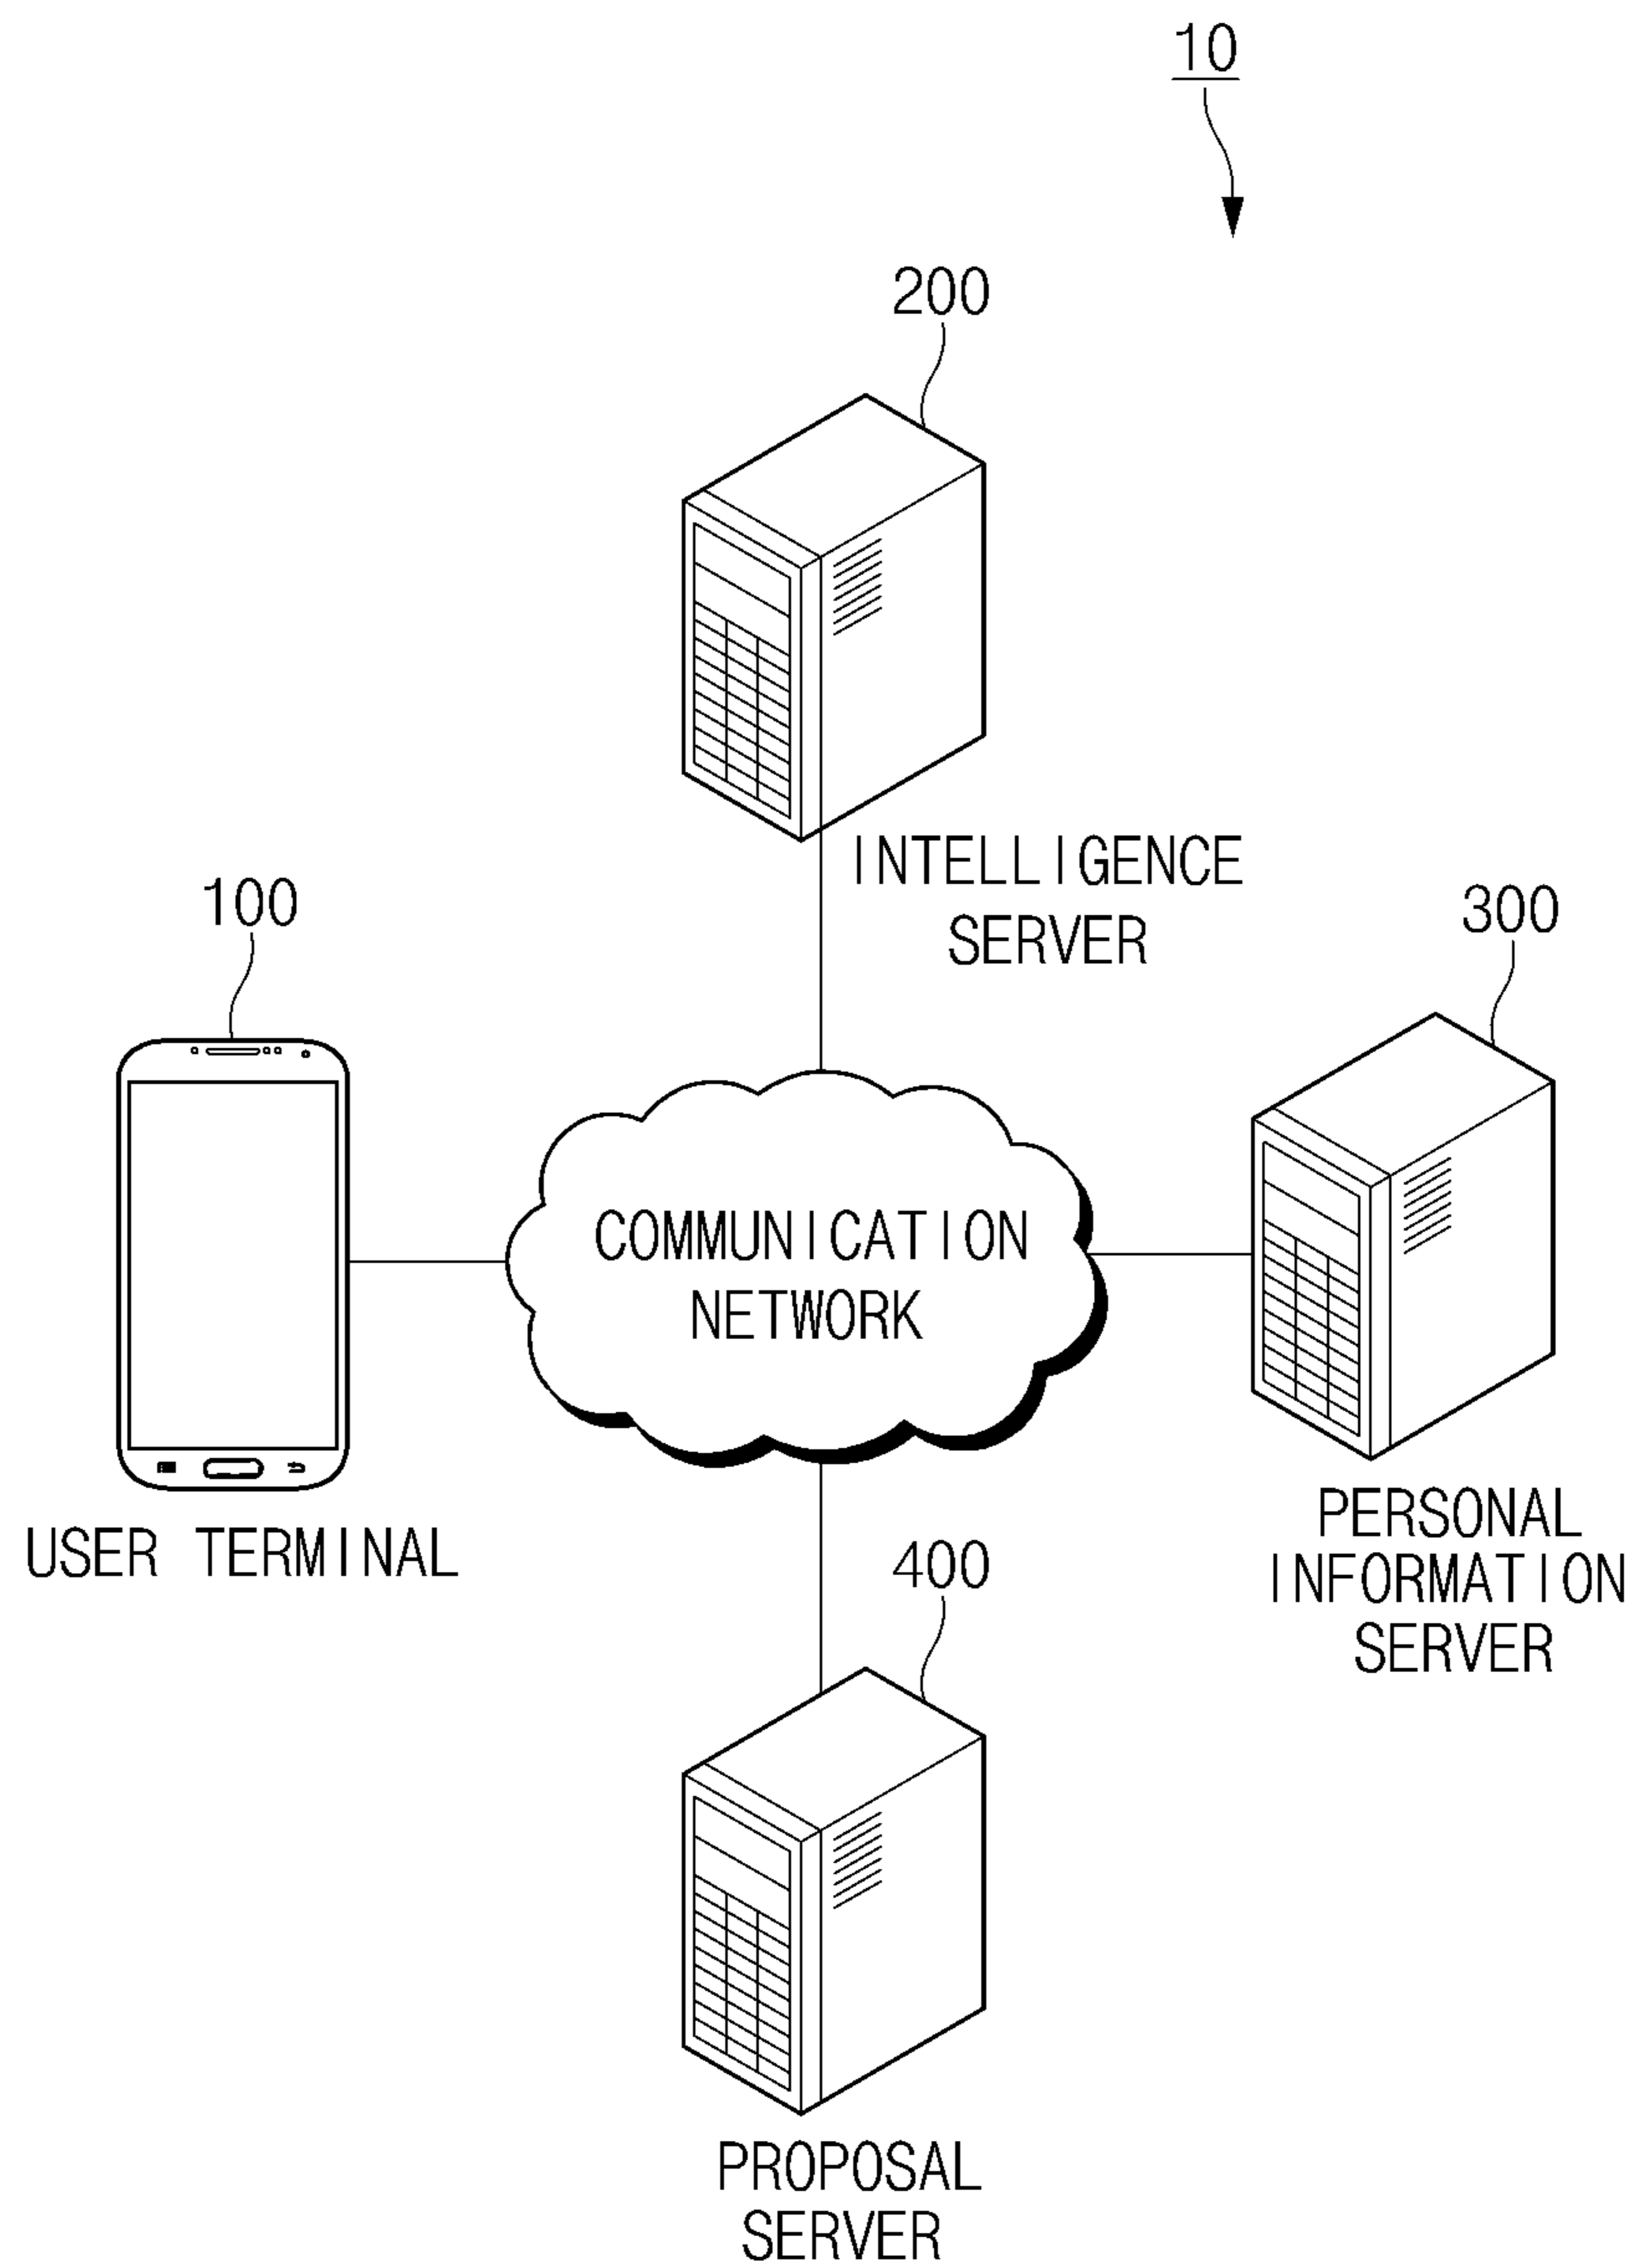 10
200
INTELLIGENCE
SERVER
100
300
COMMUNICATION
NETWORK
USER TERMINAL
PERSONAL
INFORMATION
SERVER
400
PROPOSAL
SERVER